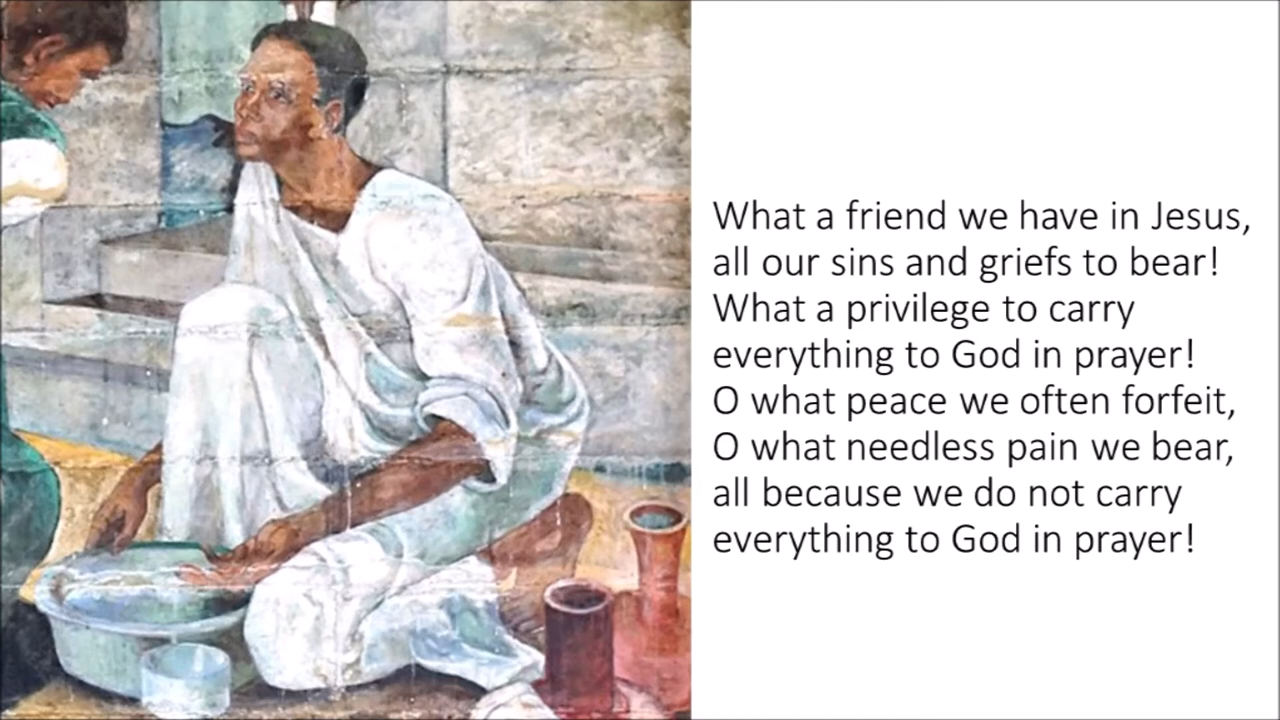 What a friend we have in Jesus,
all our sins and griefs to bear!
What a privilege to carry
everything to God in prayer!
O what peace we often forfeit,
O what needless pain we bear,
all because we do not carry
everything to God in prayer!